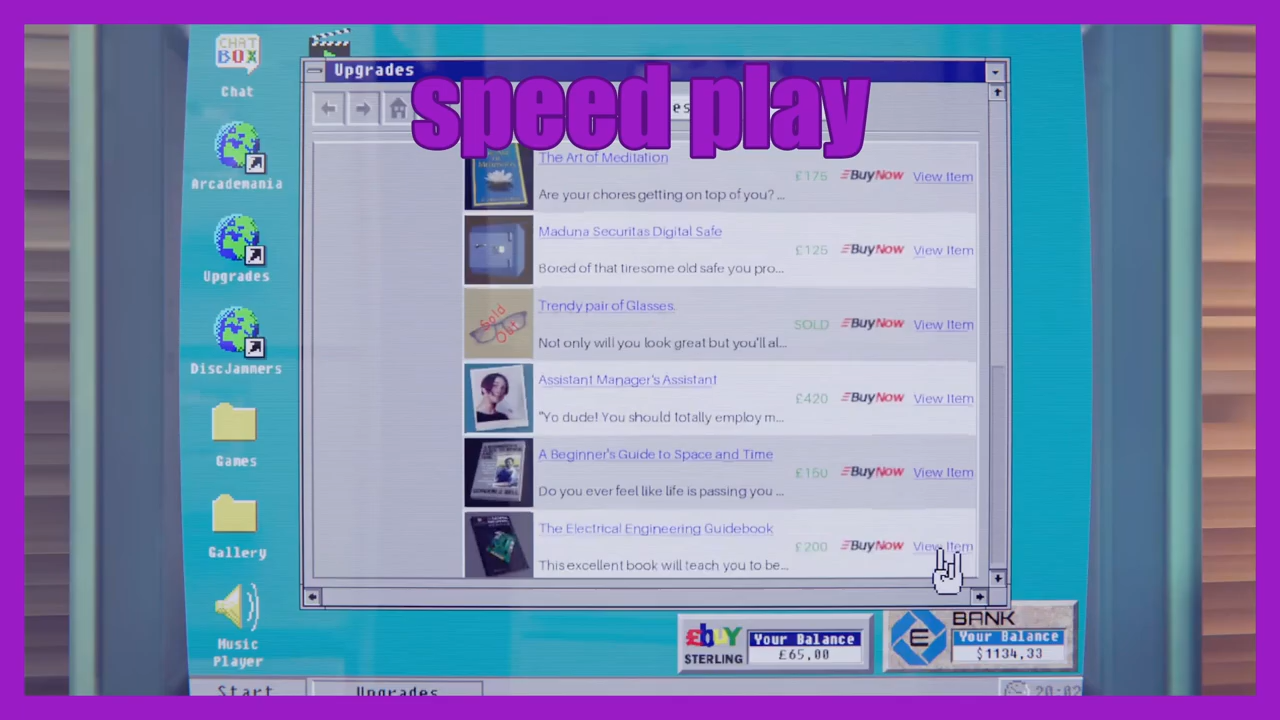 CHAT
BOX
Chat
Arcademania
Upgrades
DiscJammers
Games
Gallery
Music
Player
Start
Upgrades
speed play
The Art of Meditation
Are your chores getting on top of you? ...
£175 BuyNow View Item
Maduna Securitas Digital Safe
Bored of that tiresome old safe you pro...
£125 BuyNow View Item
Sold
Out
Trendy pair of Glasses.
Not only will you look great but you'll al...
SOLD BuyNow View Item
Assistant Manager's Assistant
"Yo dude! You should totally employ m...
£420 BuyNow View Item
A Beginner's Guide to Space and Time
Do you ever feel like life is passing you ...
£150 BuyNow View Item
The Electrical Engineering Guidebook
This excellent book will teach you to be...
£200 BuyNow View Item
£bUY
STERLING
Your Balance
£65,00
E
BANK
Your Balance
$1134,33
Upgrades
20:02